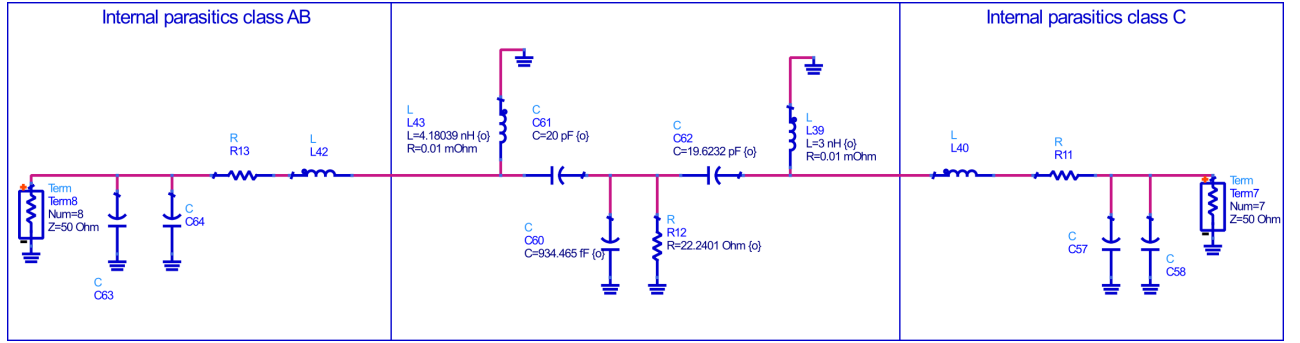 Internal parasitics class AB
Internal parasitics class C
L
L43
L=4.18039 nH {o}
R=0.01 mOhm
C
C61
C=20 pF {o}
C
C62
C=19.6232 pF {o}
L
L39
L=3 nH {o}
R=0.01 mOhm
R
R13
L
L42
L
L40
R
R11
+
Term
Term8
Num=8
Z=50 Ohm
-
C
C63
C
C64
C
C60
C=934.465 fF {o}
R
R12
R=22.2401 Ohm {o}
C
C57
C
C58
+
Term
Term7
Num=7
Z=50 Ohm
-